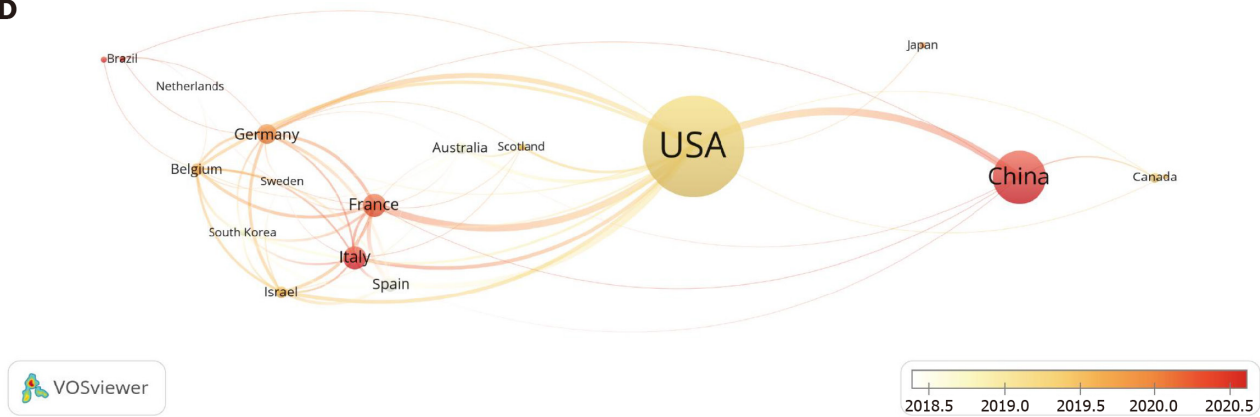 D
Brazil
Japan
Netherlands
Germany
USA
Australia
Scotland
Belgium
China
Canada
Sweden
France
South Korea
Italy
Spain
Israel
VOSviewer
2018.5 2019.0 2019.5 2020.0 2020.5